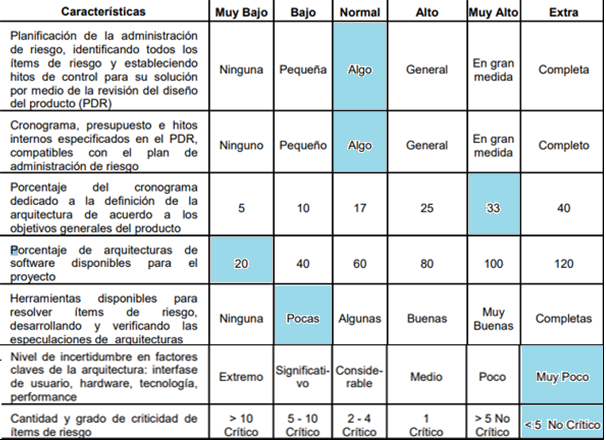 Características Muy Bajo Bajo Normal Alto Muy Alto Extra
Planificación de la administración
de riesgo, identificando todos los
ítems de riesgo y estableciendo
hitos de control para su solución
por medio de la revisión del diseño
del producto (PDR)
Ninguna Pequeña Algo General En gran
medida
Completa
Cronograma, presupuesto e hitos
internos especificados en el PDR,
compatibles con el plan de
administración de riesgo
Ninguno Pequeño Algo General En gran
medida
Completo
Porcentaje del cronograma
dedicado a la definición de la
arquitectura de acuerdo a los
objetivos generales del producto
5 10 17 25 33 40
Porcentaje de arquitecturas de
software disponibles para el
proyecto
20 40 60 80 100 120
Herramientas disponibles para
resolver ítems de riesgo,
desarrollando y verificando las
especulaciones de arquitecturas
Ninguna Pocas Algunas Buenas Muy
Buenas
Completas
Nivel de incertidumbre en factores
claves de la arquitectura: interfase
de usuario, hardware, tecnología,
performance
Extremo Significati-
vo
Conside-
rable
Medio Poco Muy Poco
Cantidad y grado de criticidad de
ítems de riesgo
> 10
Crítico
5 - 10
Crítico
2 - 4
Crítico
1
Crítico
> 5 No
Crítico
< 5 No Crítico